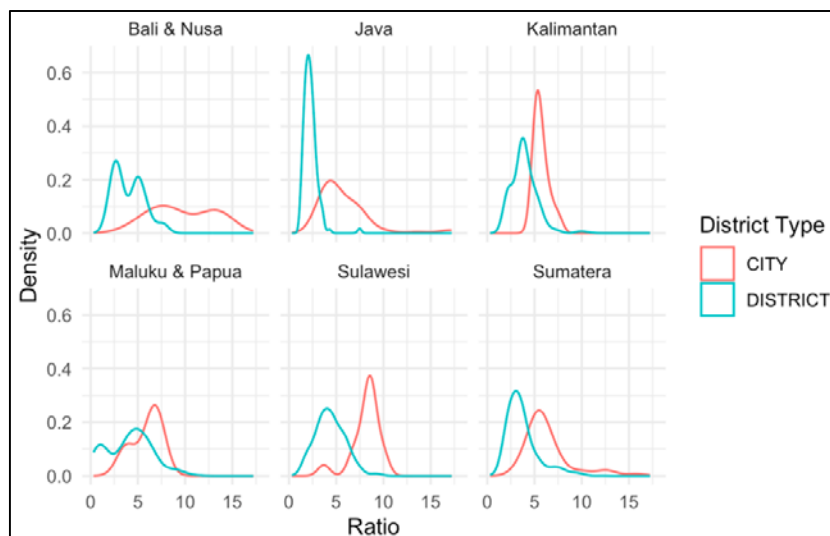 Bali & Nusa
Java
Kalimantan
0.6
0.4
0.2
0.0
Maluku & Papua
Sulawesi
Sumatera
0.6
0.4
0.2
0.0
0 5 10 15
0 5 10 15
0 5 10 15
Density
Ratio
District Type
CITY
DISTRICT